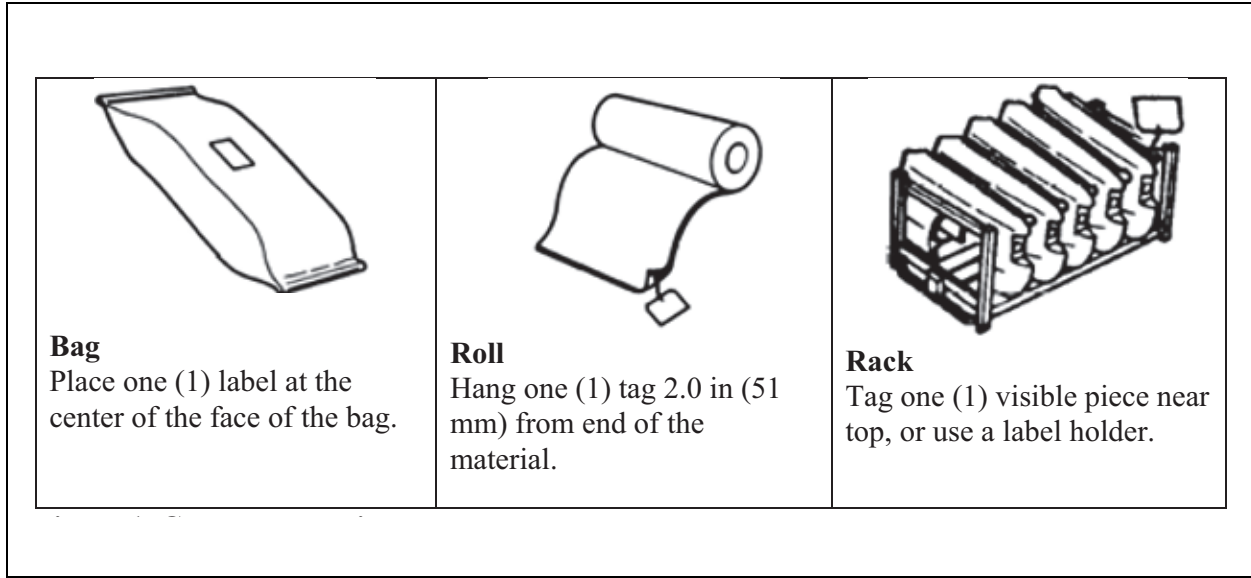 Bag
Place one (1) label at the
center of the face of the bag.
Roll
Hang one (1) tag 2.0 in (51
mm) from end of the
material.
Rack
Tag one (1) visible piece near
top, or use a label holder.